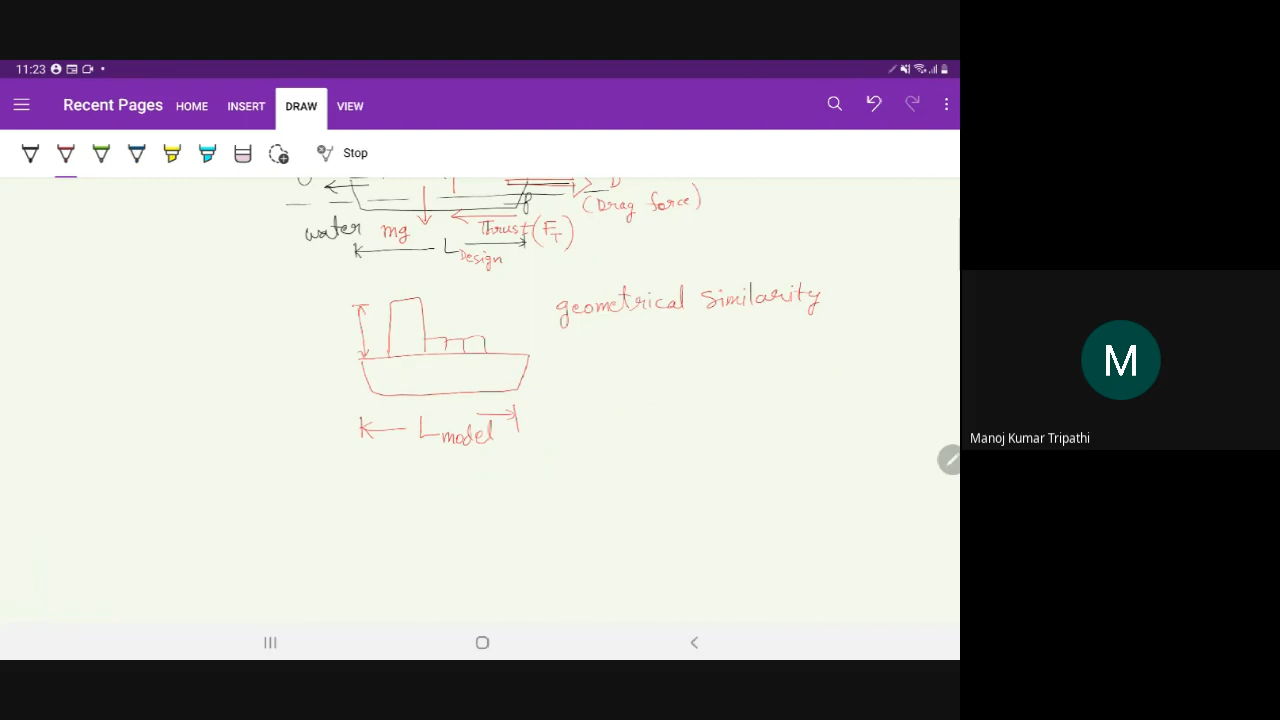 11:23
Recent Pages HOME INSERT DRAW VIEW
Stop
D
(Drag force)
water mg Thrust (F_T)
L Design
geometrical Similarity
L model
M
Manoj Kumar Tripathi